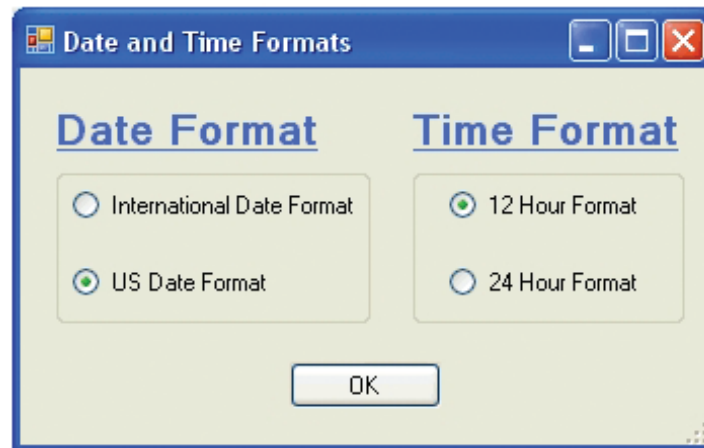 Date and Time Formats
Date Format
Time Format
International Date Format
12 Hour Format
US Date Format
24 Hour Format
OK